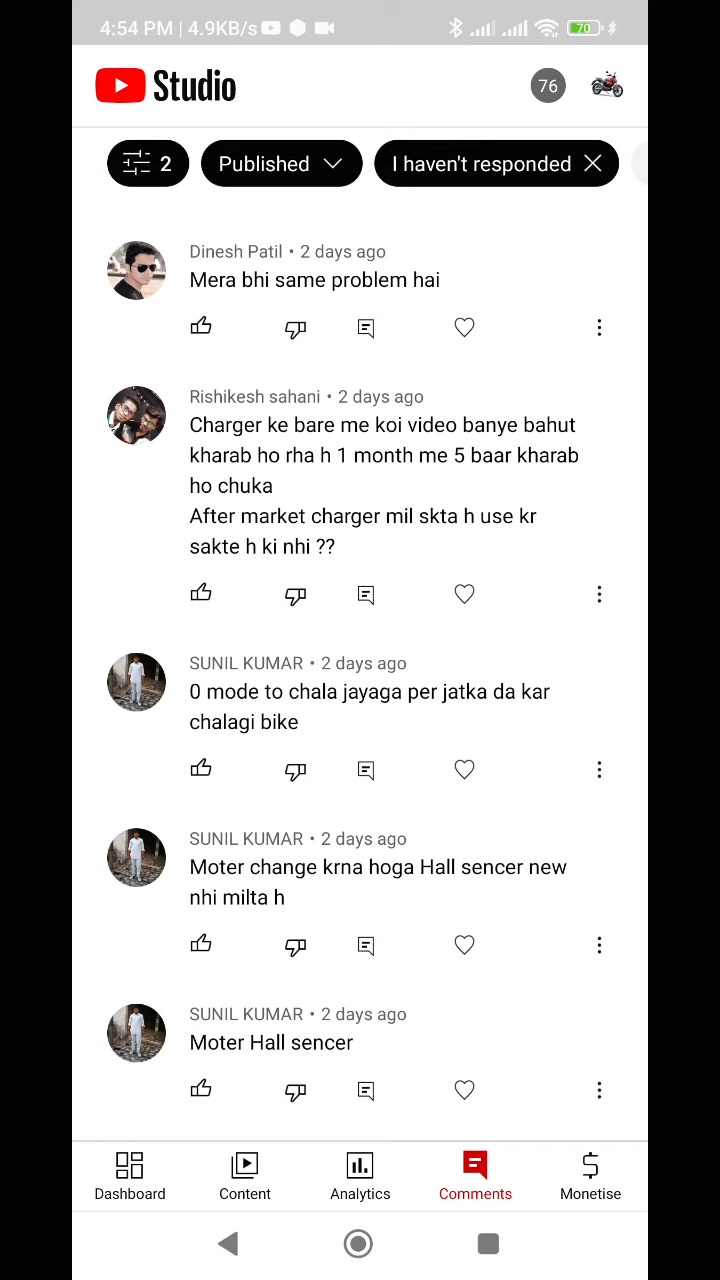 4:54 PM | 4.9KB/s
70
Studio
76
2
Published
I haven't responded
Dinesh Patil • 2 days ago
Mera bhi same problem hai
Rishikesh sahani • 2 days ago
Charger ke bare me koi video banye bahut
kharab ho rha h 1 month me 5 baar kharab
ho chuka
After market charger mil skta h use kr
sakte h ki nhi ??
SUNIL KUMAR • 2 days ago
0 mode to chala jayaga per jatka da kar
chalagi bike
SUNIL KUMAR • 2 days ago
Moter change krna hoga Hall sencer new
nhi milta h
SUNIL KUMAR • 2 days ago
Moter Hall sencer
Dashboard
Content
Analytics
Comments
Monetise